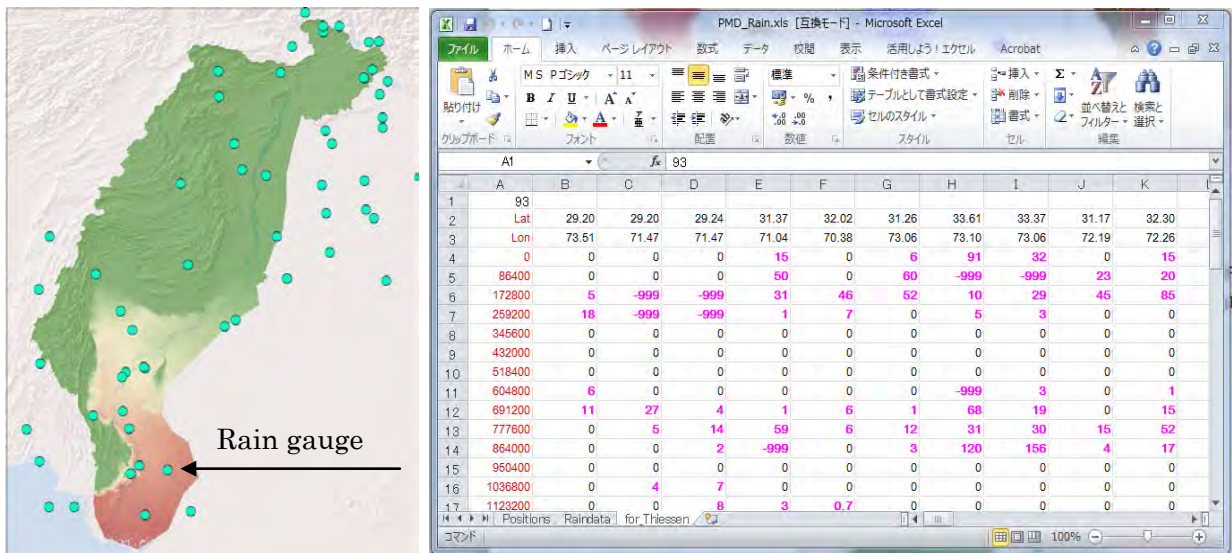 Rain gauge
PMD_Rain.xls [互換モード] - Microsoft Excel
ファイル ホーム 挿入 ページ レイアウト 数式 データ 校閲 表示 活用しよう！エクセル Acrobat
貼り付け
MS Pゴシック 11
標準
条件付き書式
テーブルとして書式設定
セルのスタイル
挿入
削除
書式
並べ替えと フィルター
検索と 選択
クリップボード フォント 配置 数値 スタイル セル 編集
A1 fx 93
A B C D E F G H I J K
1 93
2 Lat 29.20 29.20 29.24 31.37 32.02 31.26 33.61 33.37 31.17 32.30
3 Lon 73.51 71.47 71.47 71.04 70.38 73.06 73.10 73.06 72.19 72.26
4 0 0 0 0 15 0 6 91 32 0 15
5 86400 0 0 0 50 0 60 -999 -999 23 20
6 172800 5 -999 -999 31 46 52 10 29 45 85
7 259200 18 -999 -999 1 7 0 5 3 0 0
8 345600 0 0 0 0 0 0 0 0 0 0
9 432000 0 0 0 0 0 0 0 0 0 0
10 518400 0 0 0 0 0 0 0 0 0 0
11 604800 6 0 0 0 0 0 -999 3 0 1
12 691200 11 27 4 1 6 1 68 19 0 15
13 777600 0 5 14 59 6 12 31 30 15 52
14 864000 0 0 2 -999 0 3 120 156 4 17
15 950400 0 0 0 0 0 0 0 0 0 0
16 1036800 0 4 7 0 0 0 0 0 0 0
17 1123200 0 0 8 3 0.7 0 0 0 0 0
Positions Raindata for_Thiessen
コマンド 100%